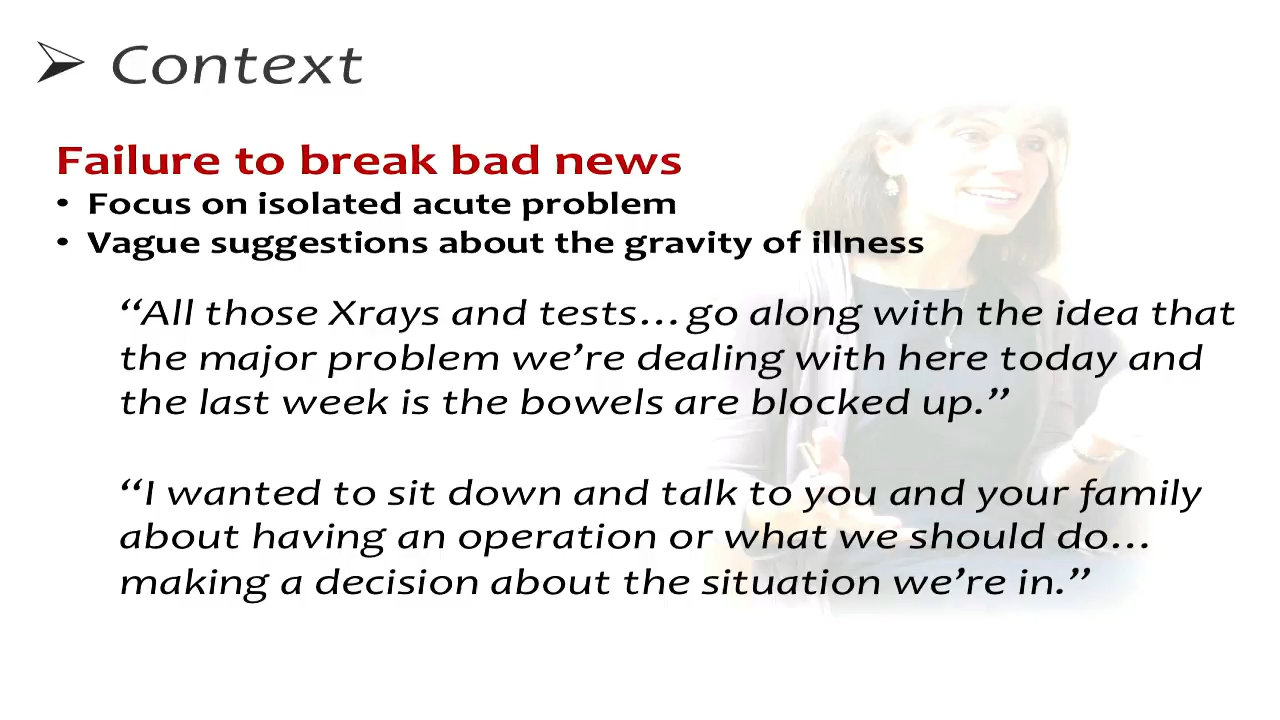 Context
Failure to break bad news
• Focus on isolated acute problem
• Vague suggestions about the gravity of illness
“All those Xrays and tests…go along with the idea that
the major problem we’re dealing with here today and
the last week is the bowels are blocked up.”
“I wanted to sit down and talk to you and your family
about having an operation or what we should do…
making a decision about the situation we’re in.”